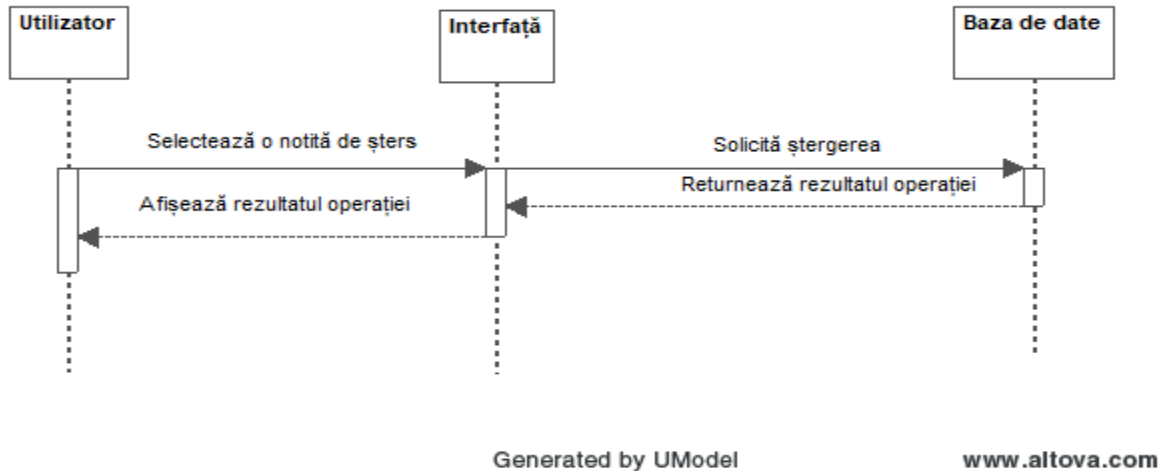 Utilizator
Interfață
Baza de date
Selectează o notită de șters
Solicită ștergerea
Returnează rezultatul operației
Afișează rezultatul operației
Generated by UModel
www.altova.com